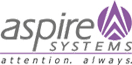 aspire
SYSTEMS
attention. always.